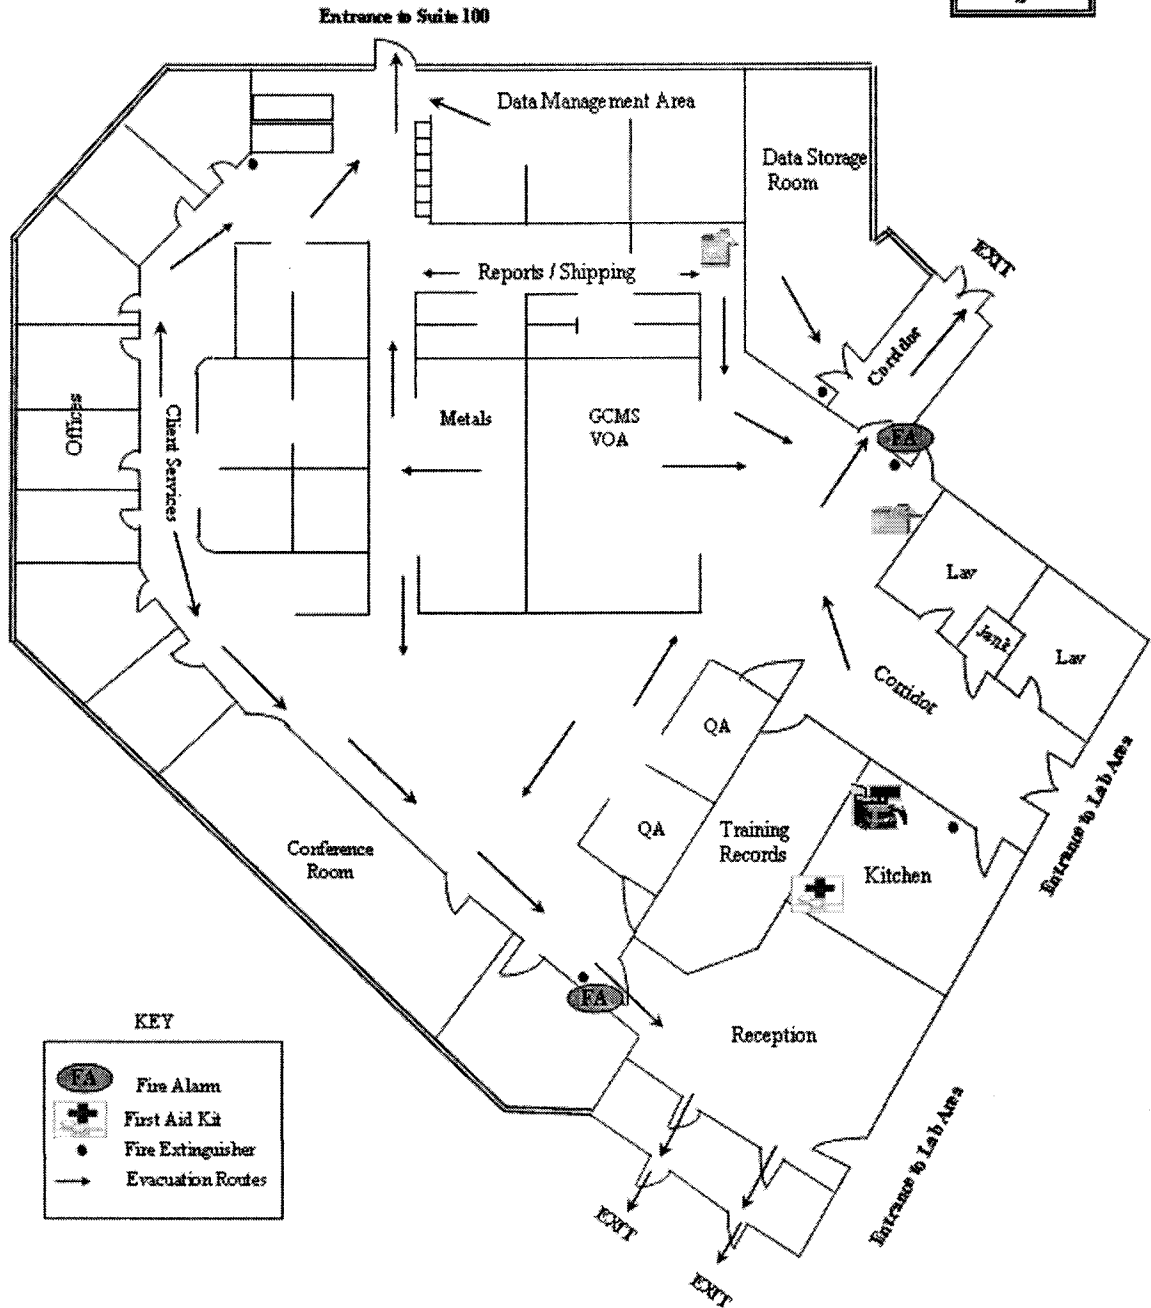 Entrance to Suite 100
Data Management Area
Data Storage
Room
EXIT
Reports / Shipping
Corridor
Offices
Client Services
Metals
GCMS
VOA
FA
Lav
Jani.
Lav
Corridor
QA
QA
Training
Records
Kitchen
Entrance to Lab Area
Conference
Room
FA
Reception
Entrance to Lab Area
EXIT
EXIT
KEY
FA Fire Alarm
First Aid Kit
Fire Extinguisher
Evacuation Routes